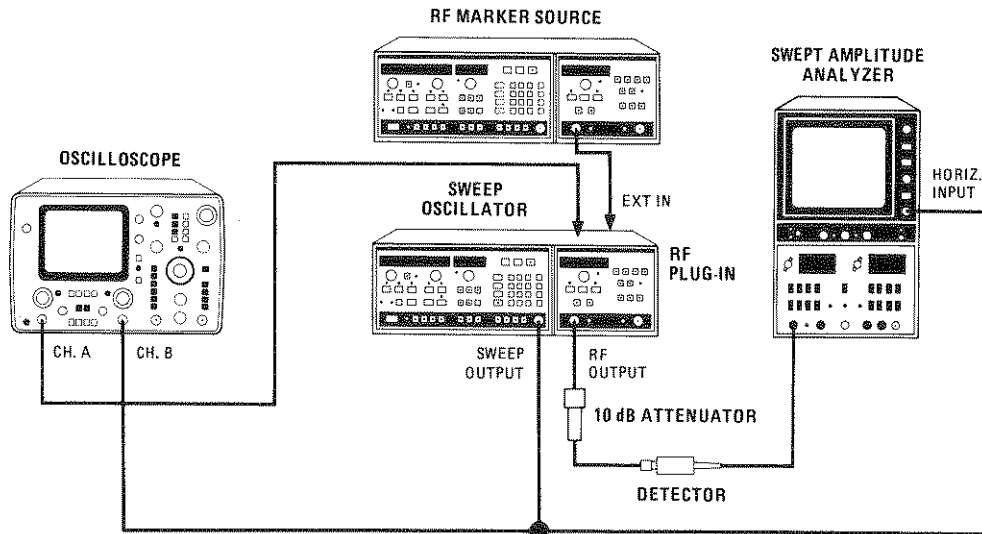 RF MARKER SOURCE
SWEPT AMPLITUDE
ANALYZER
OSCILLOSCOPE
SWEEP
OSCILLATOR
EXT IN
HORIZ.
INPUT
RF
PLUG-IN
CH. A
CH. B
SWEEP
OUTPUT
RF
OUTPUT
10 dB ATTENUATOR
DETECTOR